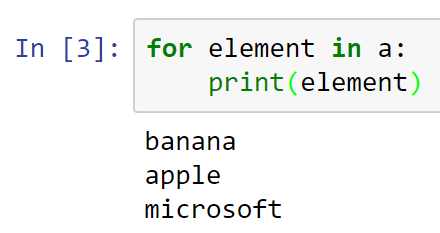 In [3]: for element in a:
    print(element)
banana
apple
microsoft